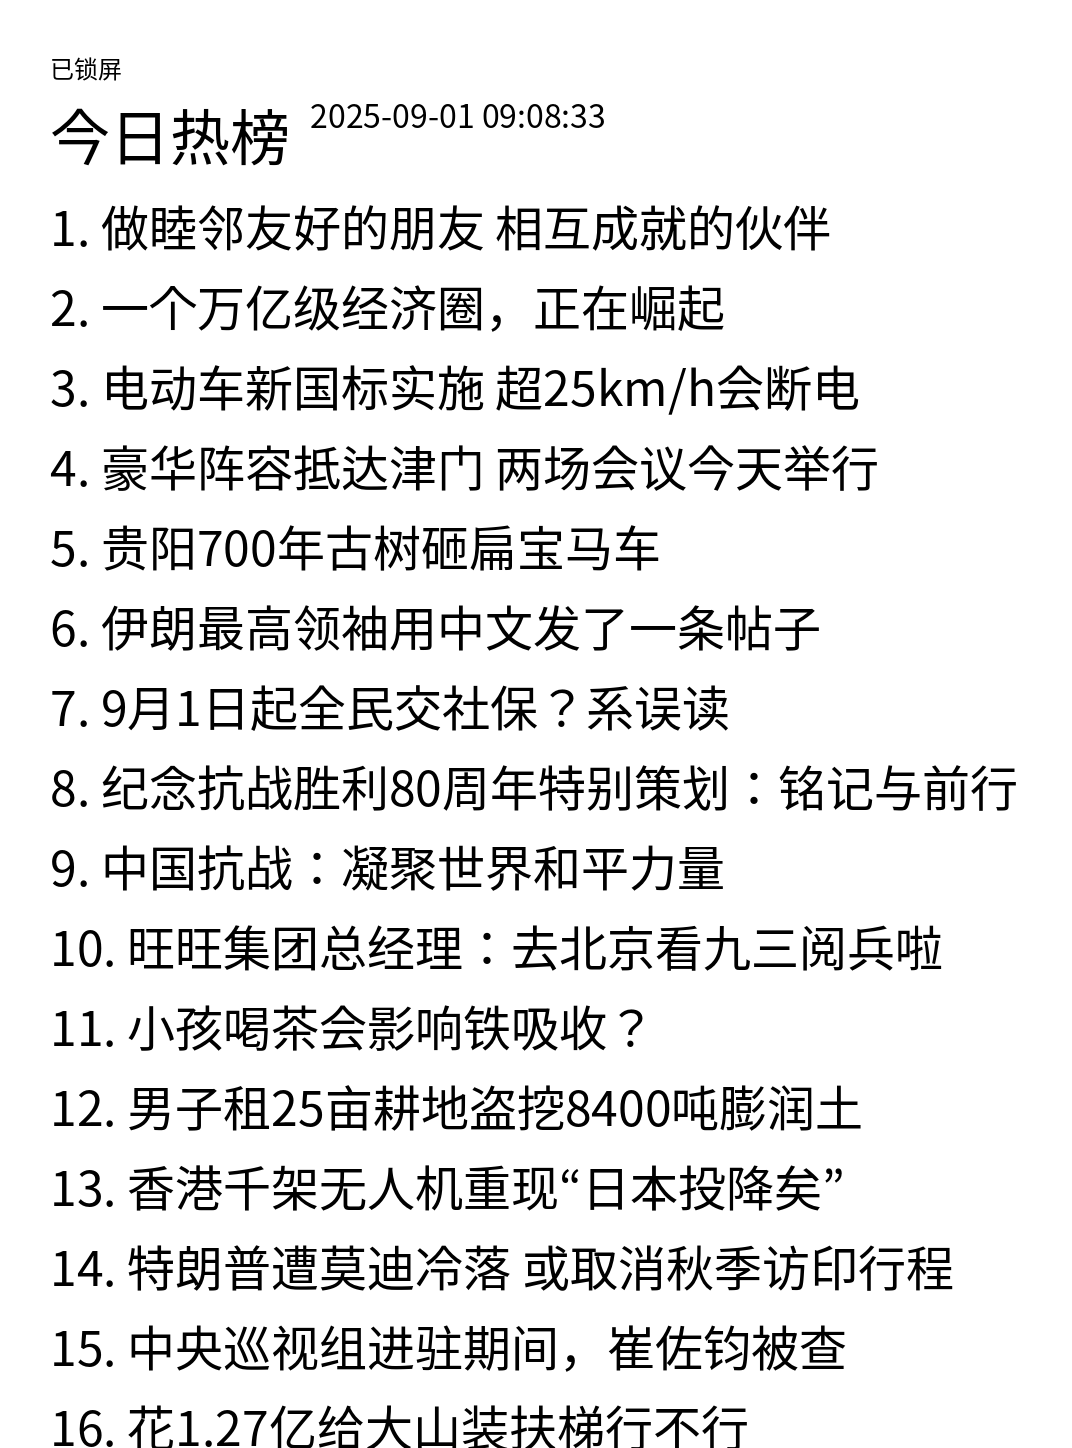 已锁屏
今日热榜 2025-09-01 09:08:33
1. 做睦邻友好的朋友 相互成就的伙伴
2. 一个万亿级经济圈，正在崛起
3. 电动车新国标实施 超25km/h会断电
4. 豪华阵容抵达津门 两场会议今天举行
5. 贵阳700年古树砸扁宝马车
6. 伊朗最高领袖用中文发了一条帖子
7. 9月1日起全民交社保？系误读
8. 纪念抗战胜利80周年特别策划：铭记与前行
9. 中国抗战：凝聚世界和平力量
10. 旺旺集团总经理：去北京看九三阅兵啦
11. 小孩喝茶会影响铁吸收？
12. 男子租25亩耕地盗挖8400吨膨润土
13. 香港千架无人机重现“日本投降矣”
14. 特朗普遭莫迪冷落 或取消秋季访印行程
15. 中央巡视组进驻期间，崔佐钧被查
16. 花1.27亿给大山装扶梯行不行